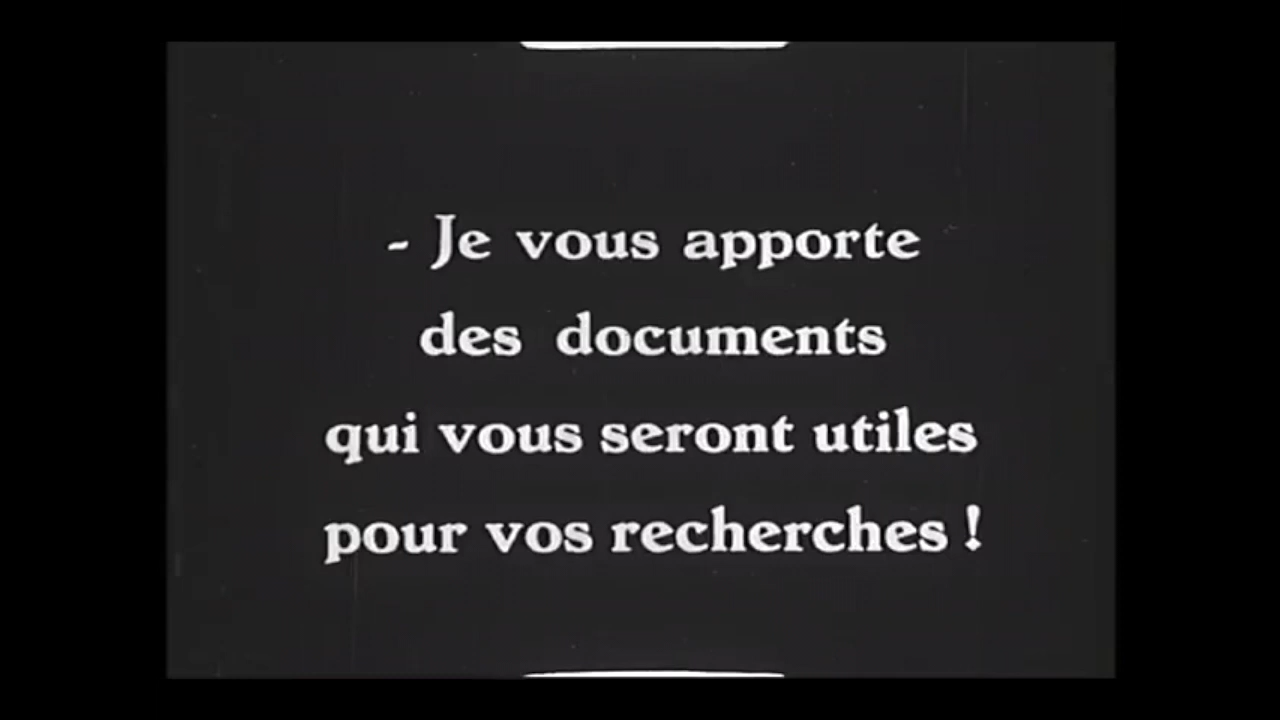 - Je vous apporte
des documents
qui vous seront utiles
pour vos recherches !